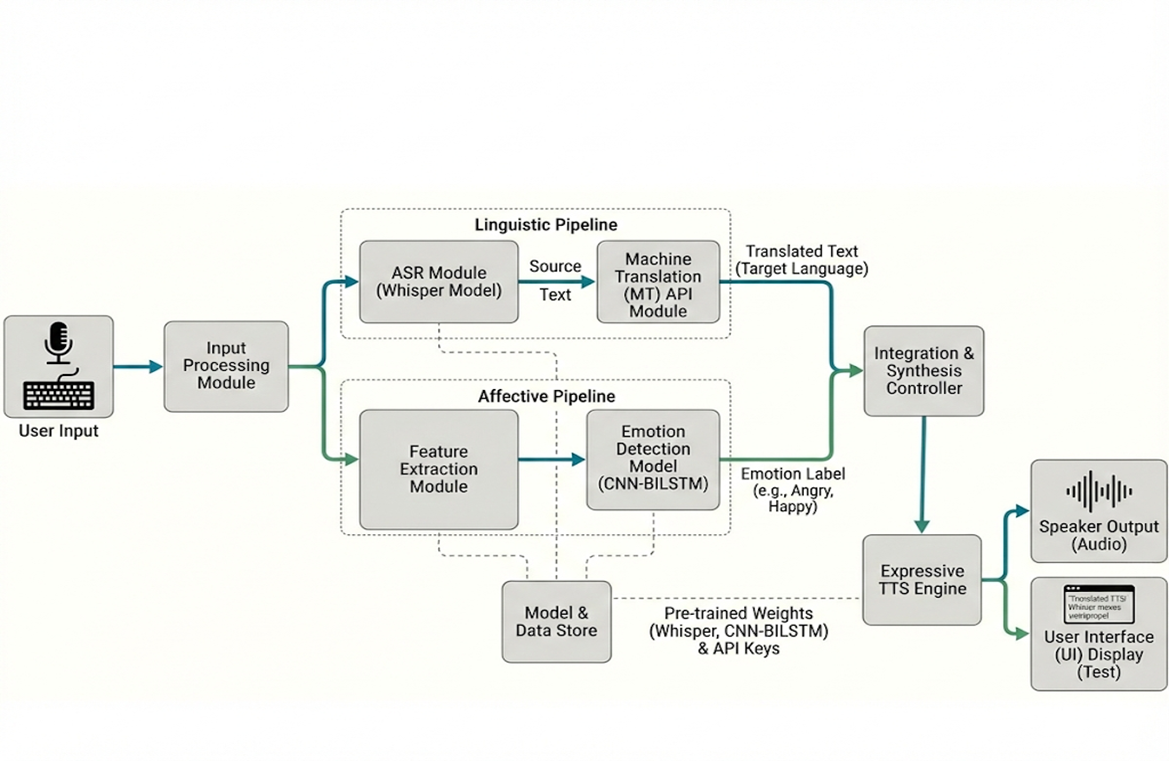 User Input
Input
Processing
Module
Linguistic Pipeline
ASR Module
(Whisper Model)
Source
Text
Machine
Translation
(MT) API
Module
Translated Text
(Target Language)
Affective Pipeline
Feature
Extraction
Module
Emotion
Detection
Model
(CNN-BILSTM)
Emotion Label
(e.g., Angry,
Happy)
Integration &
Synthesis
Controller
Model &
Data Store
Pre-trained Weights
(Whisper, CNN-BILSTM)
& API Keys
Expressive
TTS Engine
Speaker Output
(Audio)
User Interface
(UI) Display
(Test)